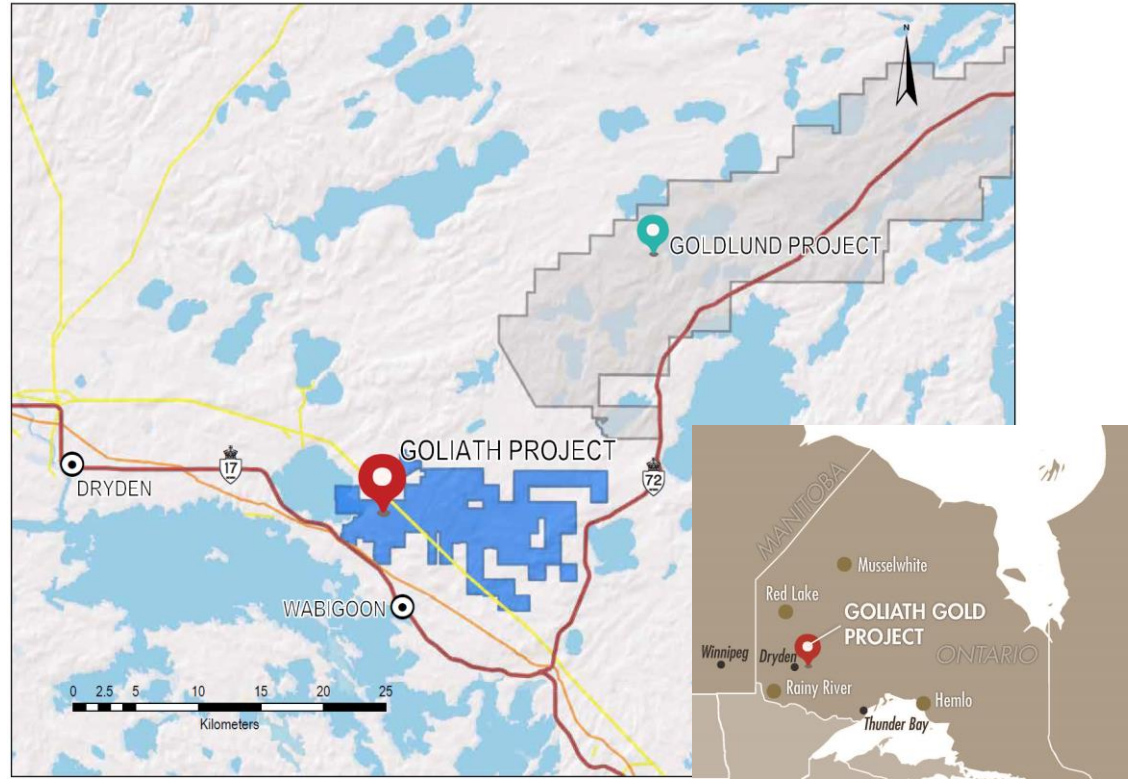 N
GOLDLUND PROJECT
GOLIATH PROJECT
17
72
DRYDEN
WABIGOON
0 2.5 5 10 15 20 25
Kilometers
MANITOBA
Musselwhite
Red Lake
GOLIATH GOLD
PROJECT
ONTARIO
Winnipeg
Dryden
Rainy River
Hemlo
Thunder Bay